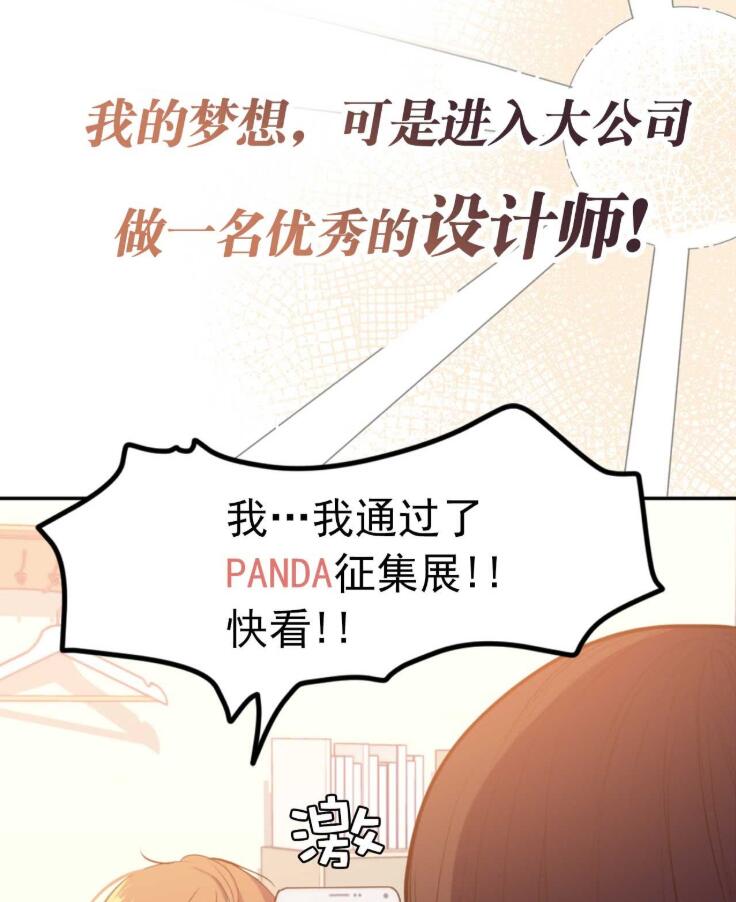 我的梦想，可是进入大公司
做一名优秀的设计师！
我…我通过了
PANDA征集展！！
快看！！
激